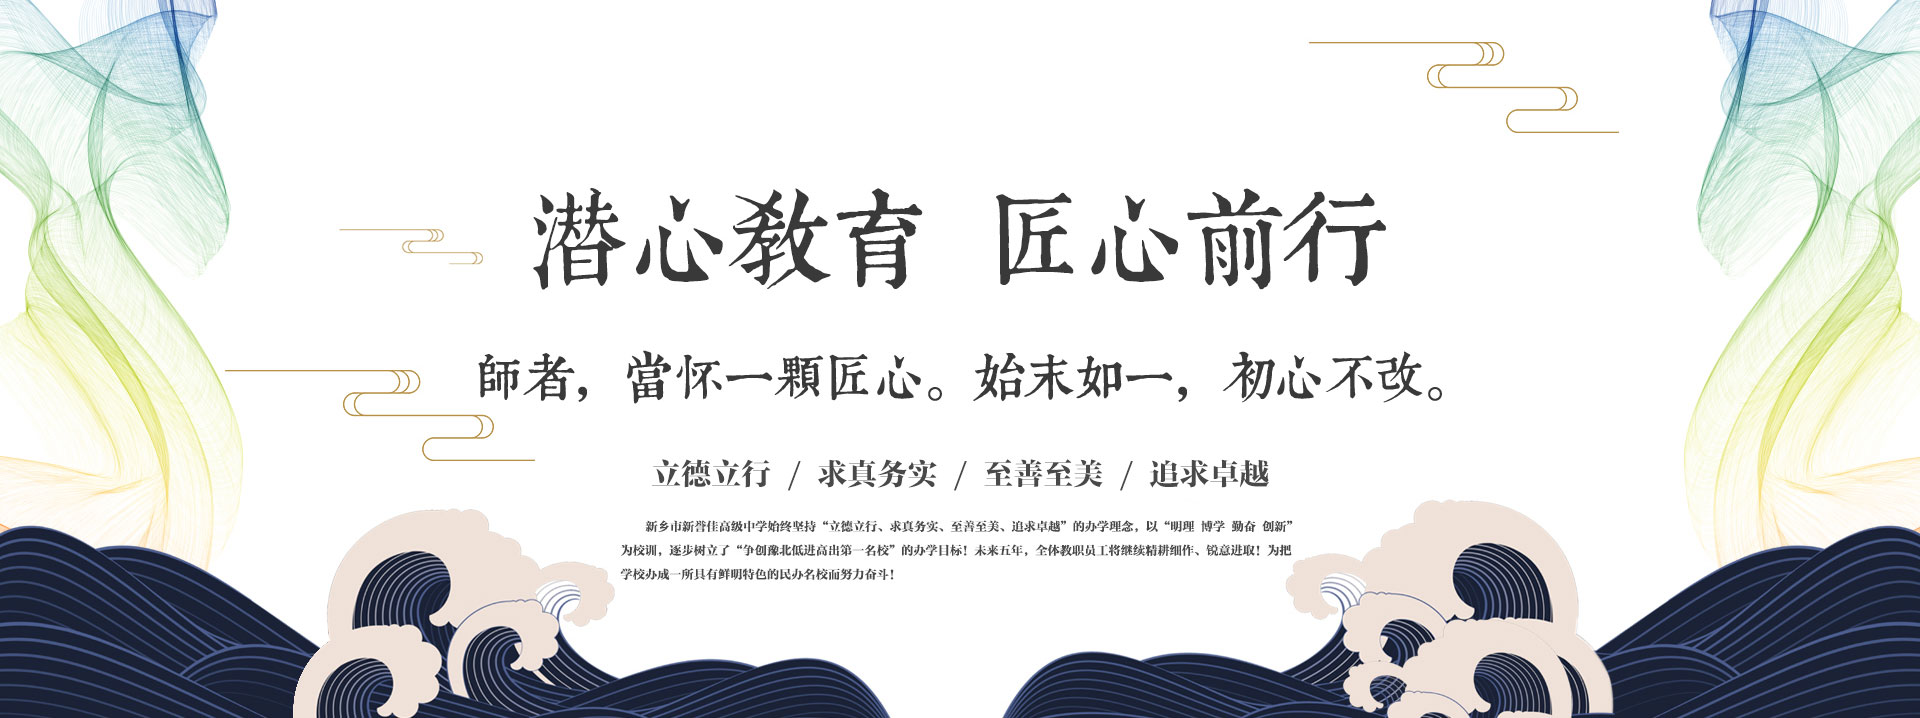 潜心教育 匠心前行
師者，當怀一顆匠心。始末如一，初心不改。
立德立行 / 求真务实 / 至善至美 / 追求卓越
新乡市新誉佳高级中学始终坚持“立德立行、求真务实、至善至美、追求卓越”的办学理念，以“明理 博学 勤奋 创新”
为校训，逐步树立了“争创豫北低进高出第一名校”的办学目标！未来五年，全体教职员工将继续精耕细作、锐意进取！为把
学校办成一所具有鲜明特色的民办名校而努力奋斗！